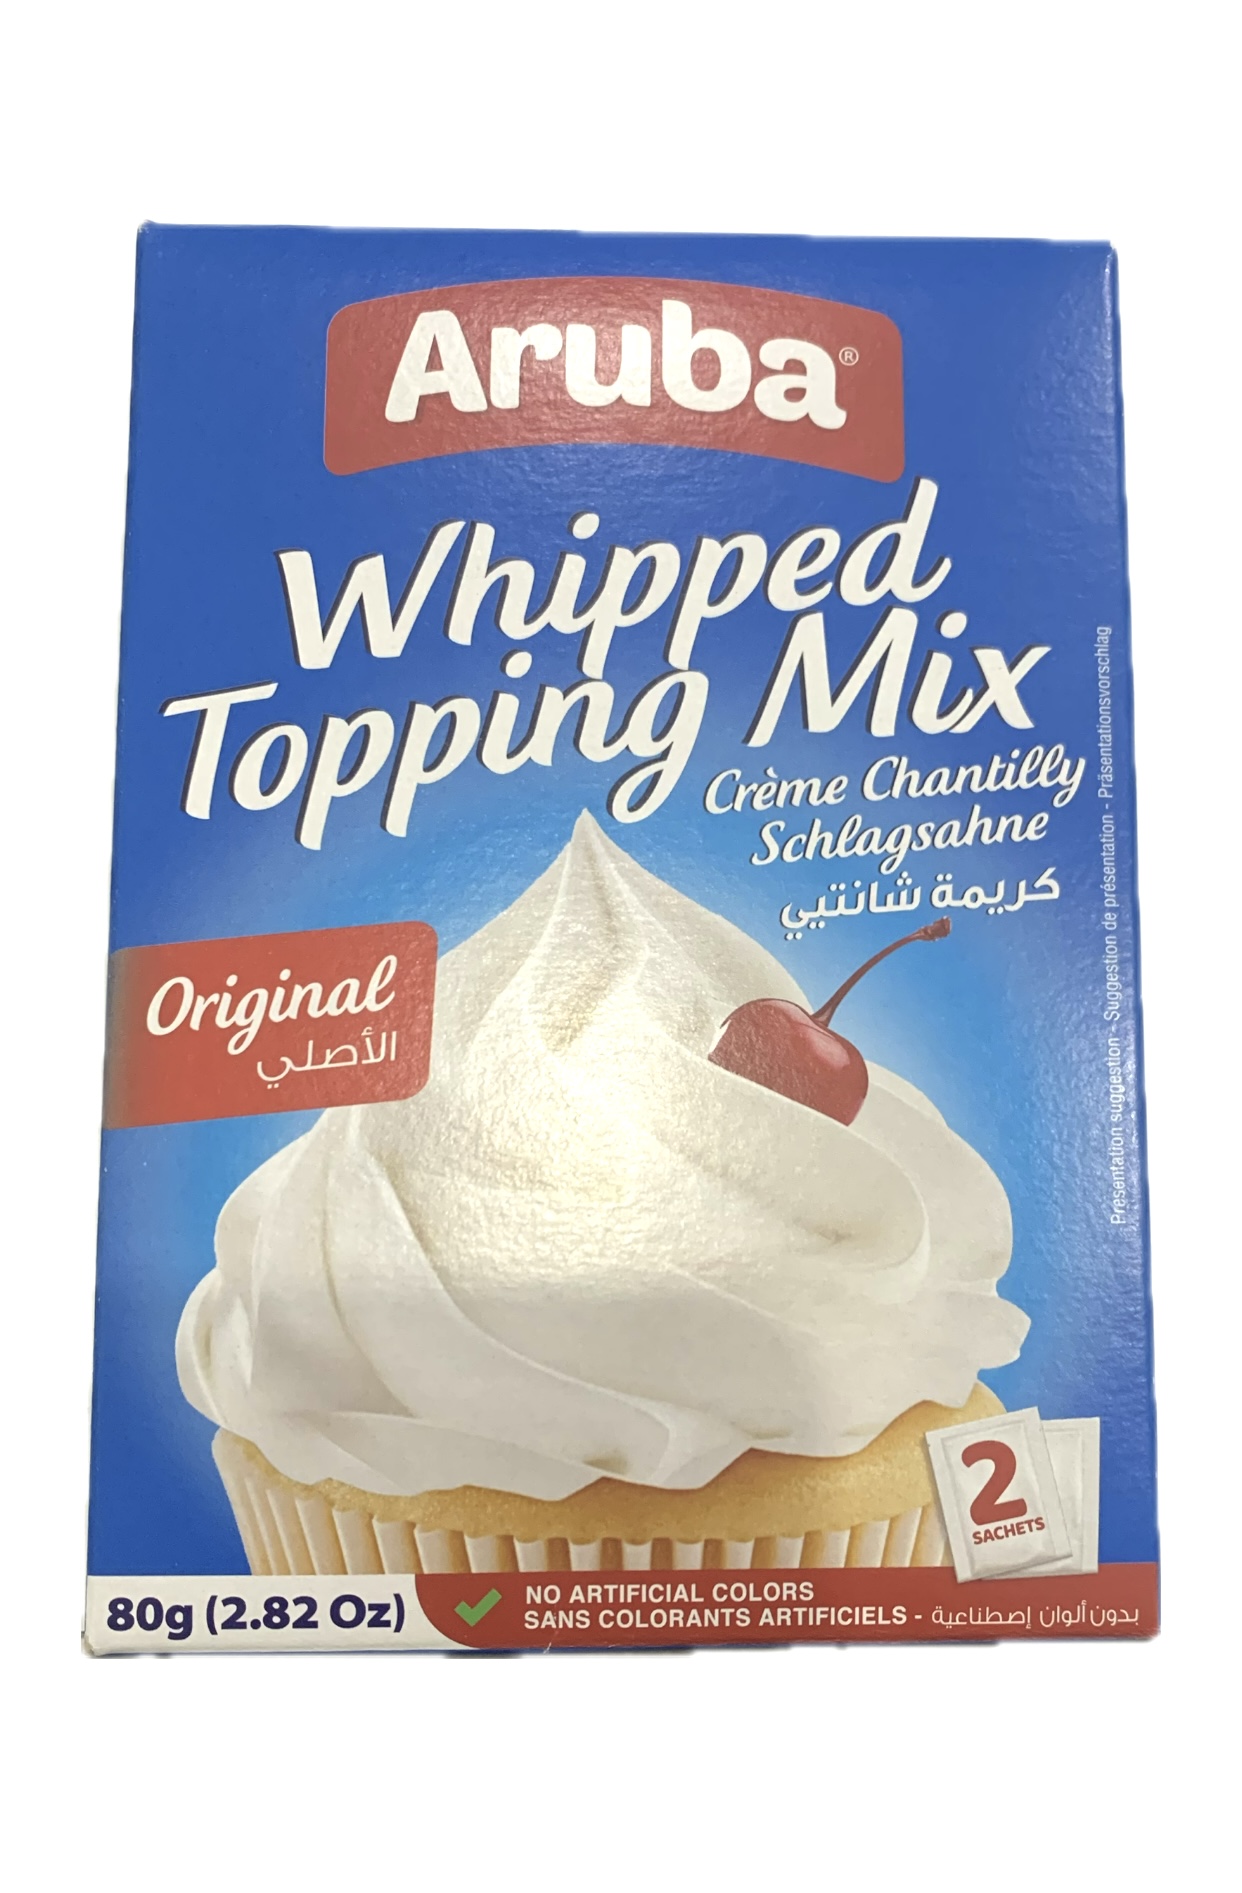 Aruba®
Whipped
Topping Mix
Crème Chantilly
Schlagsahne
كريمة شانتيي
Original
الأصلي
Presentation suggestion - Suggestion de présentation - Präsentationsvorschlag
2
SACHETS
80g (2.82 Oz)
NO ARTIFICIAL COLORS
SANS COLORANTS ARTIFICIELS - بدون ألوان إصطناعية